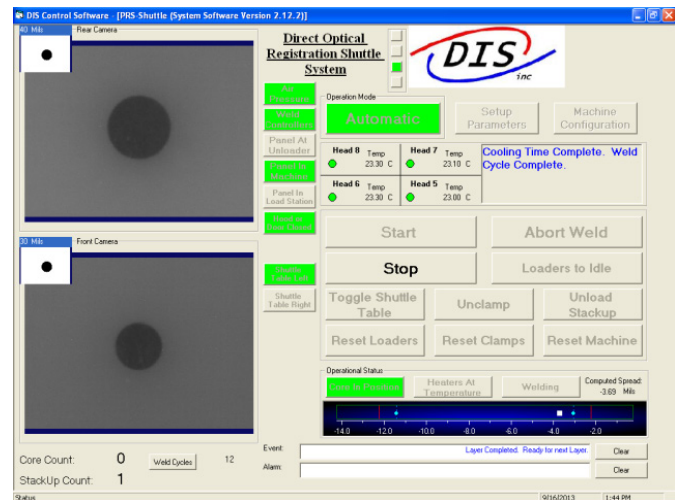 DIS Control Software - [PRS-Shuttle (System Software Version 2.12.2)]
40 Mils Rear Camera
Direct Optical
Registration Shuttle
System
DIS
inc
Air
Pressure
Weld
Controllers
Panel At
Unloader
Panel In
Machine
Panel In
Load Station
Hood or
Door Closed
Shuttle
Table Left
Shuttle
Table Right
Operation Mode
Automatic
Setup
Parameters
Machine
Configuration
Head 8 Temp
23.30 C
Head 7 Temp
23.10 C
Head 6 Temp
23.30 C
Head 5 Temp
23.00 C
Cooling Time Complete. Weld
Cycle Complete.
Start
Abort Weld
Stop
Loaders to Idle
Toggle Shuttle
Table
Unclamp
Unload
Stackup
Reset Loaders
Reset Clamps
Reset Machine
30 Mils Front Camera
Operational Status
Core In Position
Heaters At
Temperature
Welding
Computed Spread:
-3.69 Mils
-14.0 -12.0 -10.0 -8.0 -6.0 -4.0 -2.0
Core Count: 0
Weld Cycles 12
StackUp Count: 1
Event: Layer Completed. Ready for next Layer. Clear
Alarm: Clear
Status 9/16/2013 1:44 PM